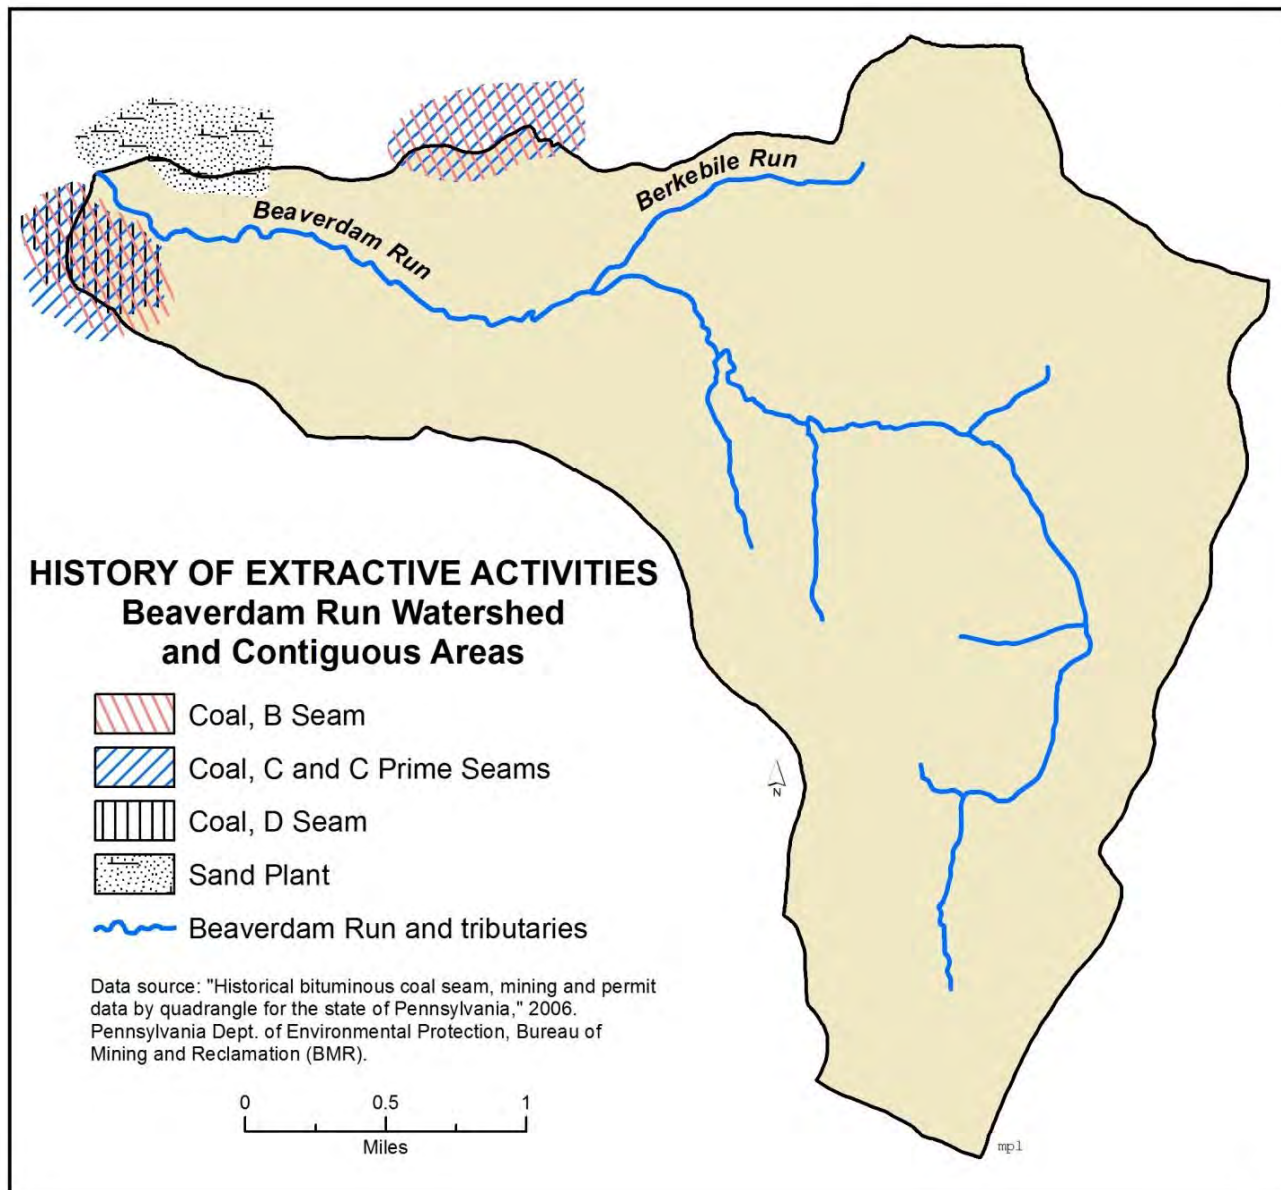 Berkebile Run
Beaverdam Run
HISTORY OF EXTRACTIVE ACTIVITIES
Beaverdam Run Watershed
and Contiguous Areas
Coal, B Seam
Coal, C and C Prime Seams
Coal, D Seam
Sand Plant
Beaverdam Run and tributaries
N
Data source: "Historical bituminous coal seam, mining and permit
data by quadrangle for the state of Pennsylvania," 2006.
Pennsylvania Dept. of Environmental Protection, Bureau of
Mining and Reclamation (BMR).
0 0.5 1
Miles
mpl